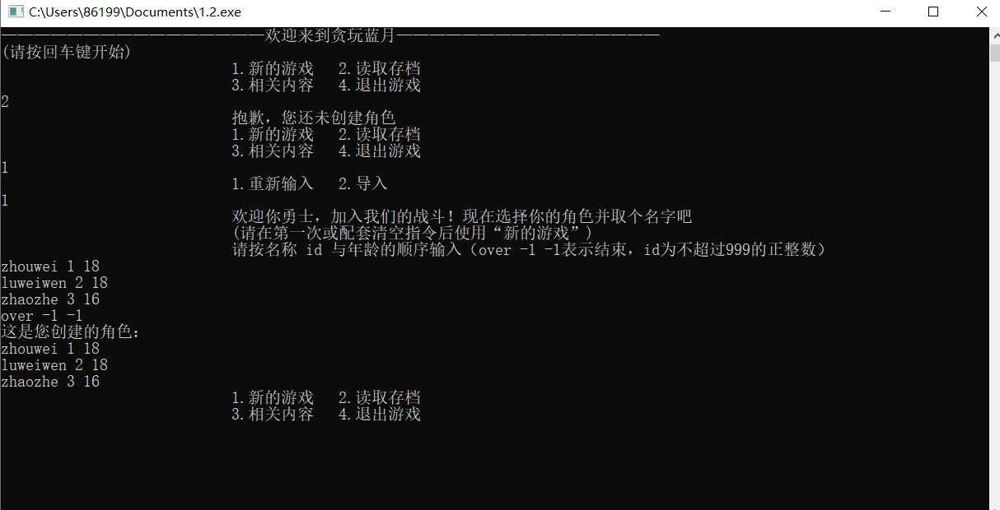 C:\Users\86199\Documents\1.2.exe
————————————————欢迎来到贪玩蓝月————————————————
(请按回车键开始)
1.新的游戏 2.读取存档
3.相关内容 4.退出游戏
2
抱歉，您还未创建角色
1.新的游戏 2.读取存档
3.相关内容 4.退出游戏
1
1.重新输入 2.导入
1
欢迎你勇士，加入我们的战斗！现在选择你的角色并取个名字吧
(请在第一次或配套清空指令后使用“新的游戏”)
请按名称 id 与年龄的顺序输入（over -1 -1表示结束，id为不超过999的正整数）
zhouwei 1 18
luweiwen 2 18
zhaozhe 3 16
over -1 -1
这是您创建的角色：
zhouwei 1 18
luweiwen 2 18
zhaozhe 3 16
1.新的游戏 2.读取存档
3.相关内容 4.退出游戏